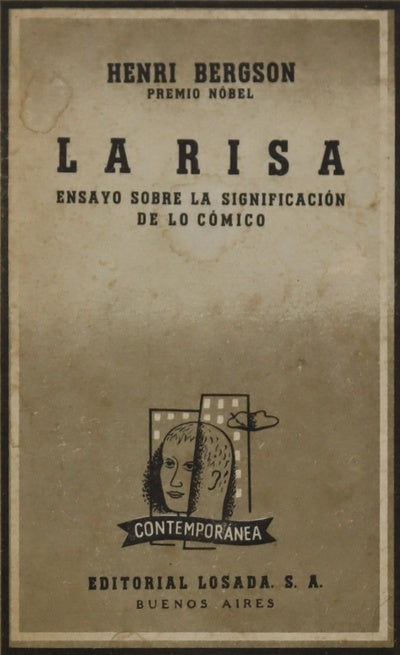 HENRI BERGSON
PREMIO NÓBEL
LA RISA
ENSAYO SOBRE LA SIGNIFICACIÓN
DE LO CÓMICO
CONTEMPORÁNEA
EDITORIAL LOSADA. S. A.
BUENOS AIRES